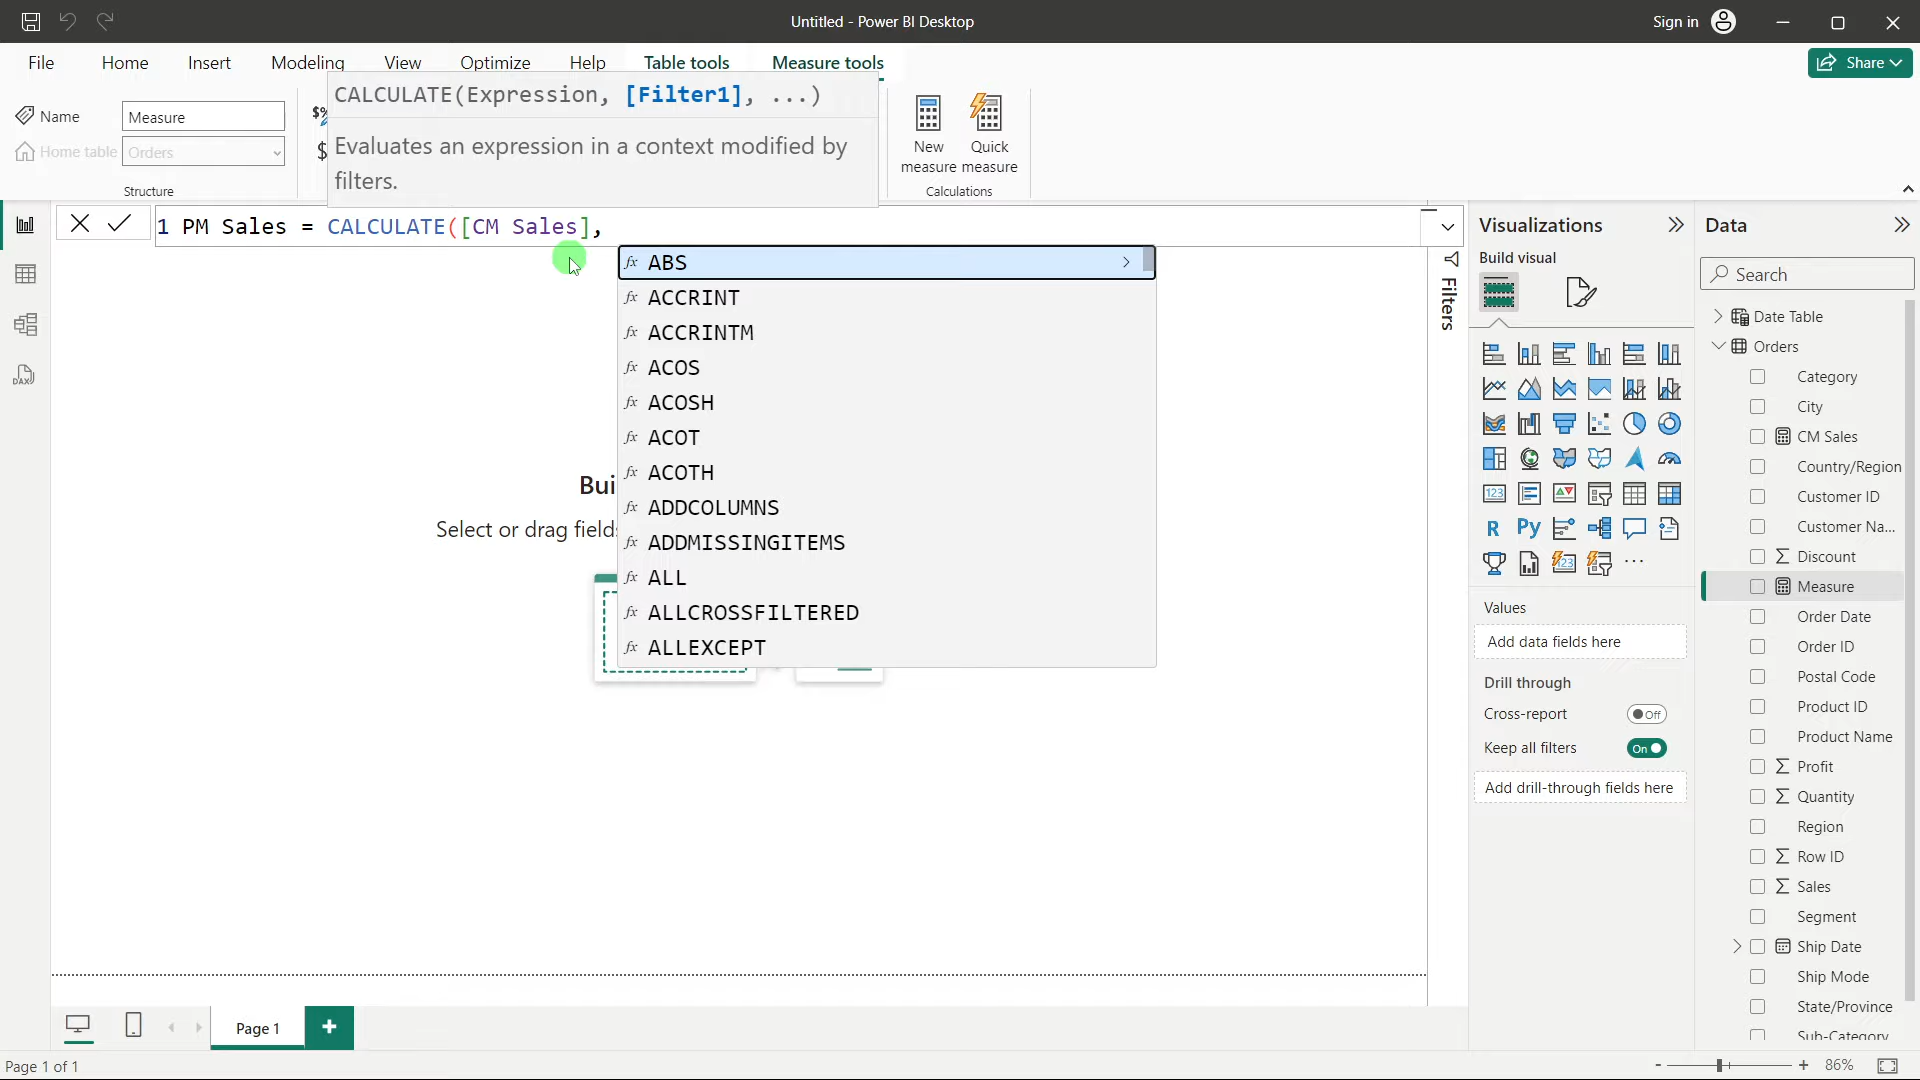 Untitled - Power BI Desktop
Sign in
File
Home
Insert
Modeling
View
Optimize
Help
Table tools
Measure tools
Share
Name
Measure
Home table
Orders
Structure
CALCULATE(Expression, [Filter1], ...)
Evaluates an expression in a context modified by
filters.
New
measure
Quick
measure
Calculations
1 PM Sales = CALCULATE([CM Sales],
ABS
ACCRINT
ACCRINTM
ACOS
ACOSH
ACOT
ACOTH
ADDCOLUMNS
ADDMISSINGITEMS
ALL
ALLCROSSFILTERED
ALLEXCEPT
Select or drag
Filters
Visualizations
Build visual
R
Py
123
123
Values
Add data fields here
Drill through
Cross-report
Off
Keep all filters
On
Add drill-through fields here
Data
Search
Date Table
Orders
Category
City
CM Sales
Country/Region
Customer ID
Customer Na...
Discount
Measure
Order Date
Order ID
Postal Code
Product ID
Product Name
Profit
Quantity
Region
Row ID
Sales
Segment
Ship Date
Ship Mode
State/Province
Sub-Category
DAX
Page 1
Page 1 of 1
86%